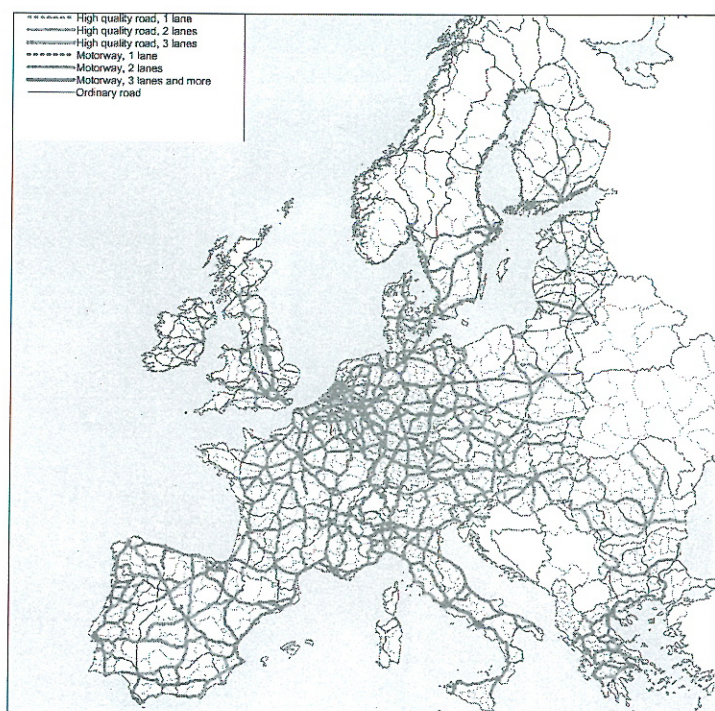 High quality road, 1 lane
High quality road, 2 lanes
High quality road, 3 lanes
Motorway, 1 lane
Motorway, 2 lanes
Motorway, 3 lanes and more
Ordinary road